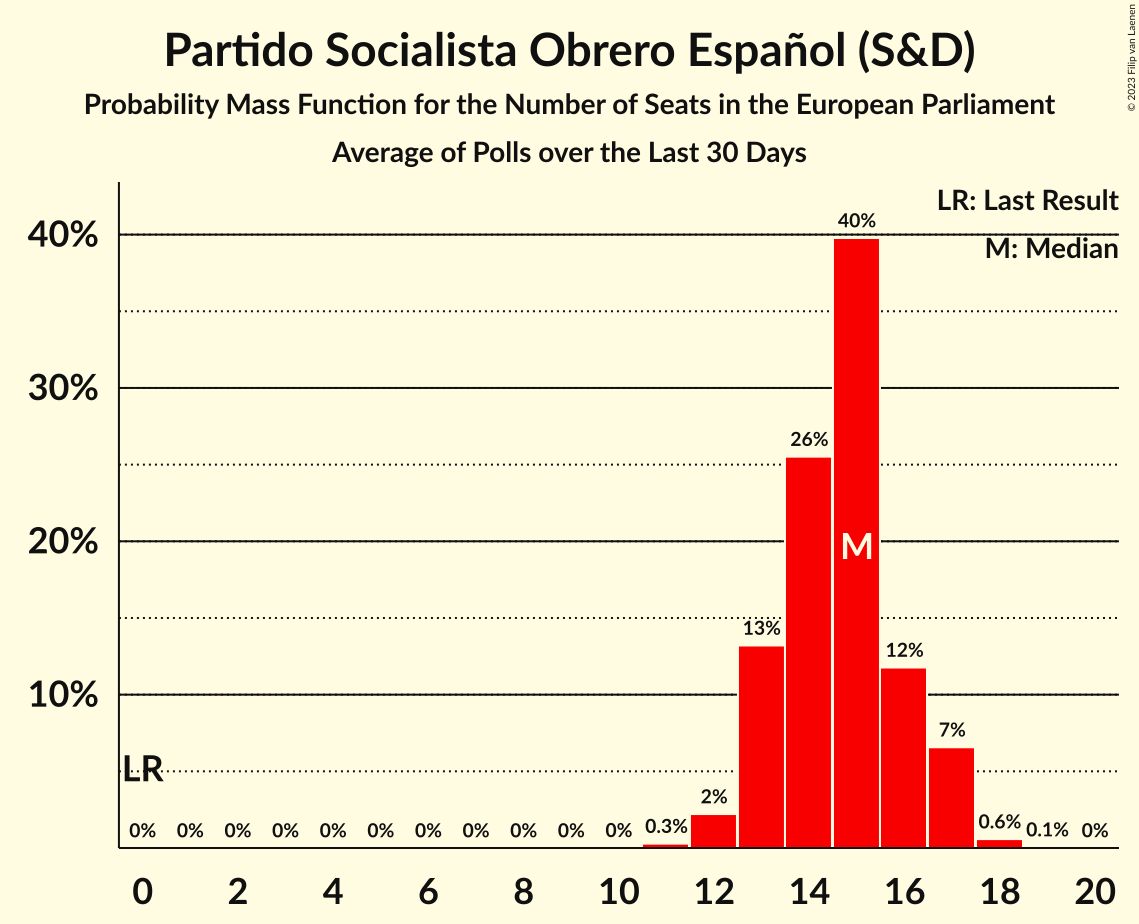 Partido Socialista Obrero Español (S&D)
Probability Mass Function for the Number of Seats in the European Parliament
Average of Polls over the Last 30 Days
© 2023 Filip van Laenen
LR: Last Result
M: Median
40%
30%
20%
10%
40%
26%
M
13%
12%
7%
LR
2%
0% 0% 0% 0% 0% 0% 0% 0% 0% 0% 0% 0.3% 0.6% 0.1% 0%
0 2 4 6 8 10 12 14 16 18 20